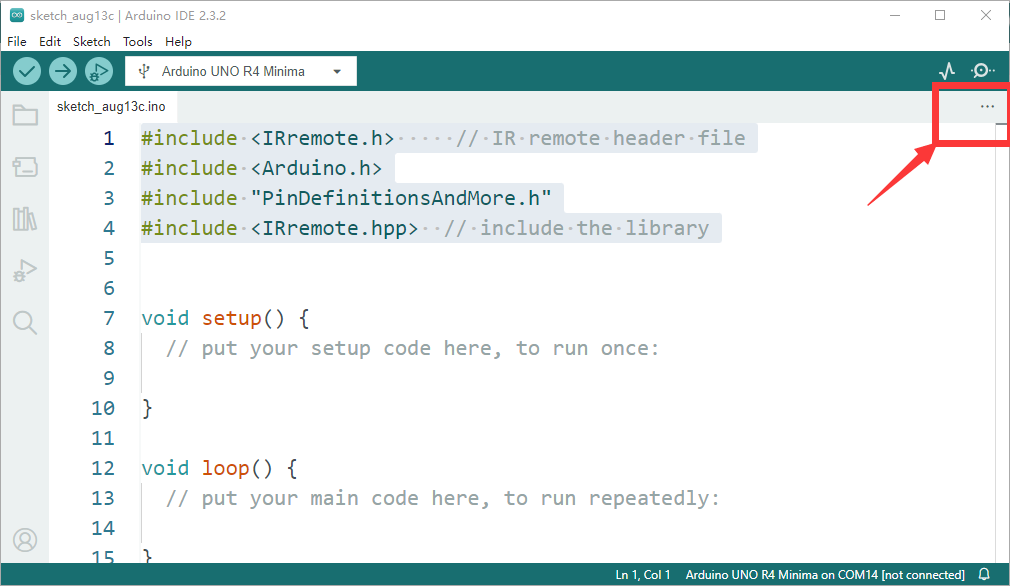 sketch_aug13c | Arduino IDE 2.3.2
File Edit Sketch Tools Help
Arduino UNO R4 Minima
sketch_aug13c.ino
1 #include <IRremote.h> // IR remote header file
2 #include <Arduino.h>
3 #include "PinDefinitionsAndMore.h"
4 #include <IRremote.hpp> // include the library
5
6
7 void setup() {
8 // put your setup code here, to run once:
9
10 }
11
12 void loop() {
13 // put your main code here, to run repeatedly:
14
15 }
Ln 1, Col 1 Arduino UNO R4 Minima on COM14 [not connected]